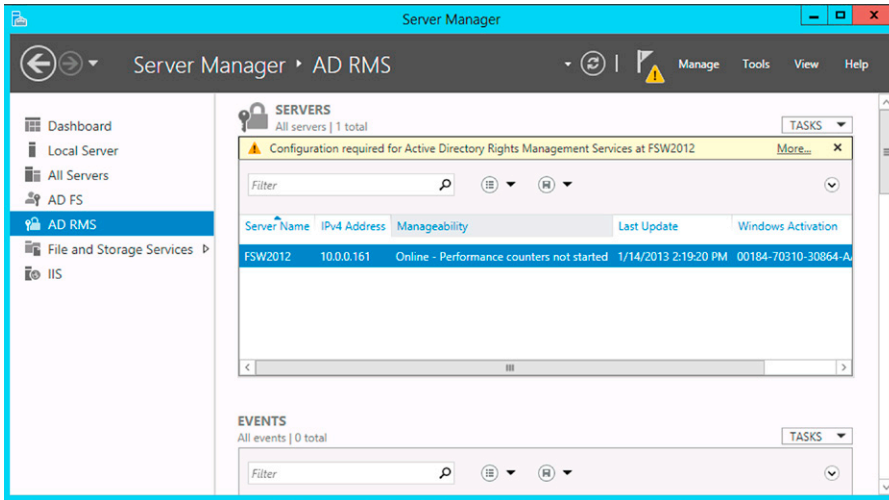 Server Manager
Server Manager ‣ AD RMS
Manage Tools View Help
Dashboard
Local Server
All Servers
AD FS
AD RMS
File and Storage Services
IIS
SERVERS
All servers | 1 total
TASKS
Configuration required for Active Directory Rights Management Services at FSW2012 More...
Filter
Server Name IPv4 Address Manageability Last Update Windows Activation
FSW2012 10.0.0.161 Online - Performance counters not started 1/14/2013 2:19:20 PM 00184-70310-30864-A
EVENTS
All events | 0 total
TASKS
Filter